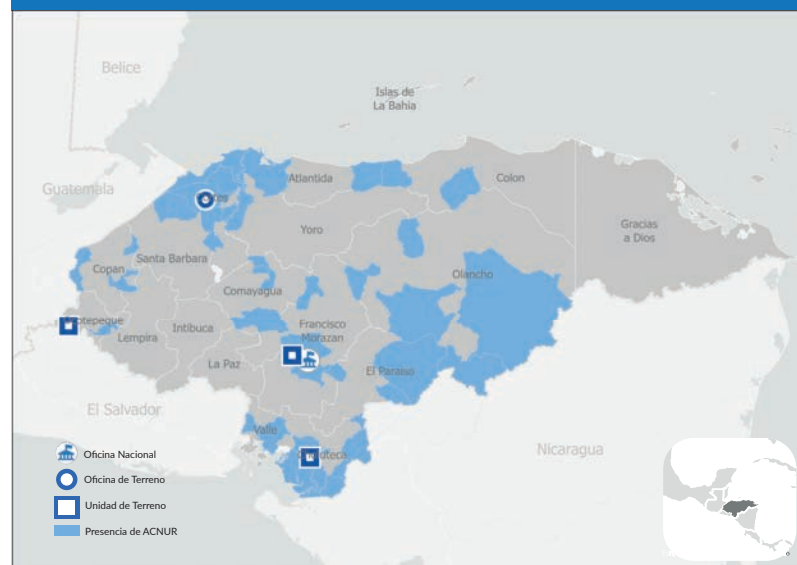 Belice
Islas de
La Bahia
Guatemala
Atlantida
Colon
Yoro
Gracias
a Dios
Copan
Santa Barbara
Olancho
Comayagua
Intibuca
Lempira
Francisco
Morazan
La Paz
El Paraiso
El Salvador
Valle
Nicaragua
Oficina Nacional
Oficina de Terreno
Unidad de Terreno
Presencia de ACNUR